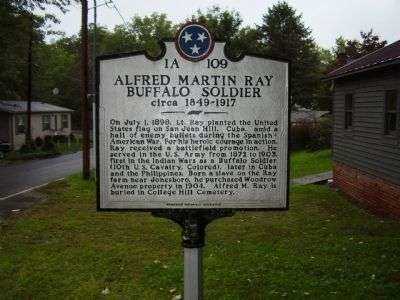 1A 109
ALFRED MARTIN RAY
BUFFALO SOLDIER
circa 1849-1917
On July 1, 1898, Lt. Ray planted the United
States flag on San Juan Hill, Cuba, amid a
hail of enemy bullets during the Spanish-
American War. For his heroic courage in action,
Ray received a battlefield promotion. He
served in the U.S. Army from 1872 to 1903,
first in the Indian Wars as a Buffalo Soldier
(10th U.S. Cavalry, Colored), later in Cuba
and the Philippines. Born a slave on the Ray
farm near Jonesboro, he purchased Woodrow
Avenue property in 1904. Alfred M. Ray is
buried in College Hill Cemetery.